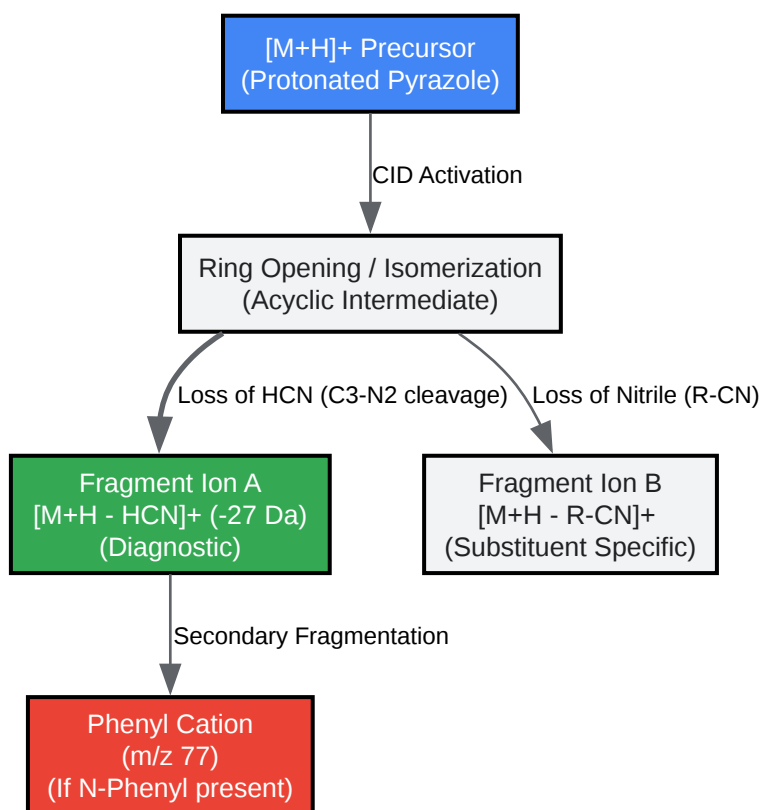 [M+H]+ Precursor
(Protonated Pyrazole)
CID Activation
Ring Opening / Isomerization
(Acyclic Intermediate)
Loss of HCN (C3-N2 cleavage)
Loss of Nitrile (R-CN)
Fragment Ion A
[M+H - HCN]+ (-27 Da)
(Diagnostic)
Fragment Ion B
[M+H - R-CN]+
(Substituent Specific)
Secondary Fragmentation
Phenyl Cation
(m/z 77)
(If N-Phenyl present)